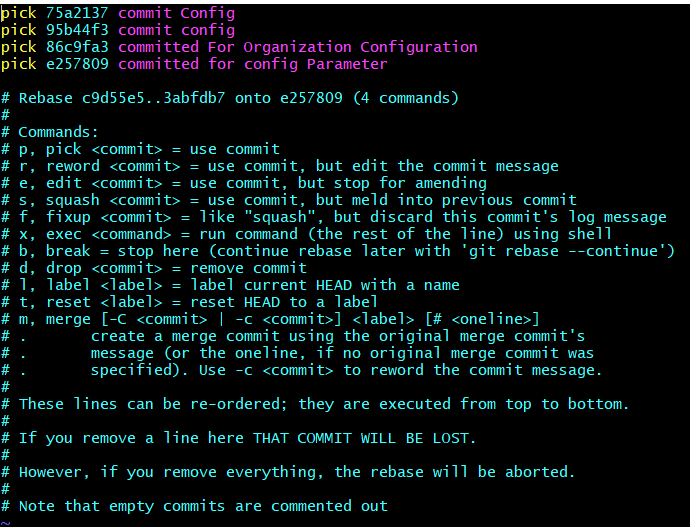 pick 75a2137 commit Config
pick 95b44f3 commit config
pick 86c9fa3 committed For Organization Configuration
pick e257809 committed for config Parameter
# Rebase c9d55e5..3abfdb7 onto e257809 (4 commands)
#
# Commands:
# p, pick <commit> = use commit
# r, reword <commit> = use commit, but edit the commit message
# e, edit <commit> = use commit, but stop for amending
# s, squash <commit> = use commit, but meld into previous commit
# f, fixup <commit> = like "squash", but discard this commit's log message
# x, exec <command> = run command (the rest of the line) using shell
# b, break = stop here (continue rebase later with 'git rebase --continue')
# d, drop <commit> = remove commit
# l, label <label> = label current HEAD with a name
# t, reset <label> = reset HEAD to a label
# m, merge [-C <commit> | -c <commit>] <label> [# <oneline>]
# .       create a merge commit using the original merge commit's
# .       message (or the oneline, if no original merge commit was
# .       specified). Use -c <commit> to reword the commit message.
#
# These lines can be re-ordered; they are executed from top to bottom.
#
# If you remove a line here THAT COMMIT WILL BE LOST.
#
# However, if you remove everything, the rebase will be aborted.
#
# Note that empty commits are commented out
~